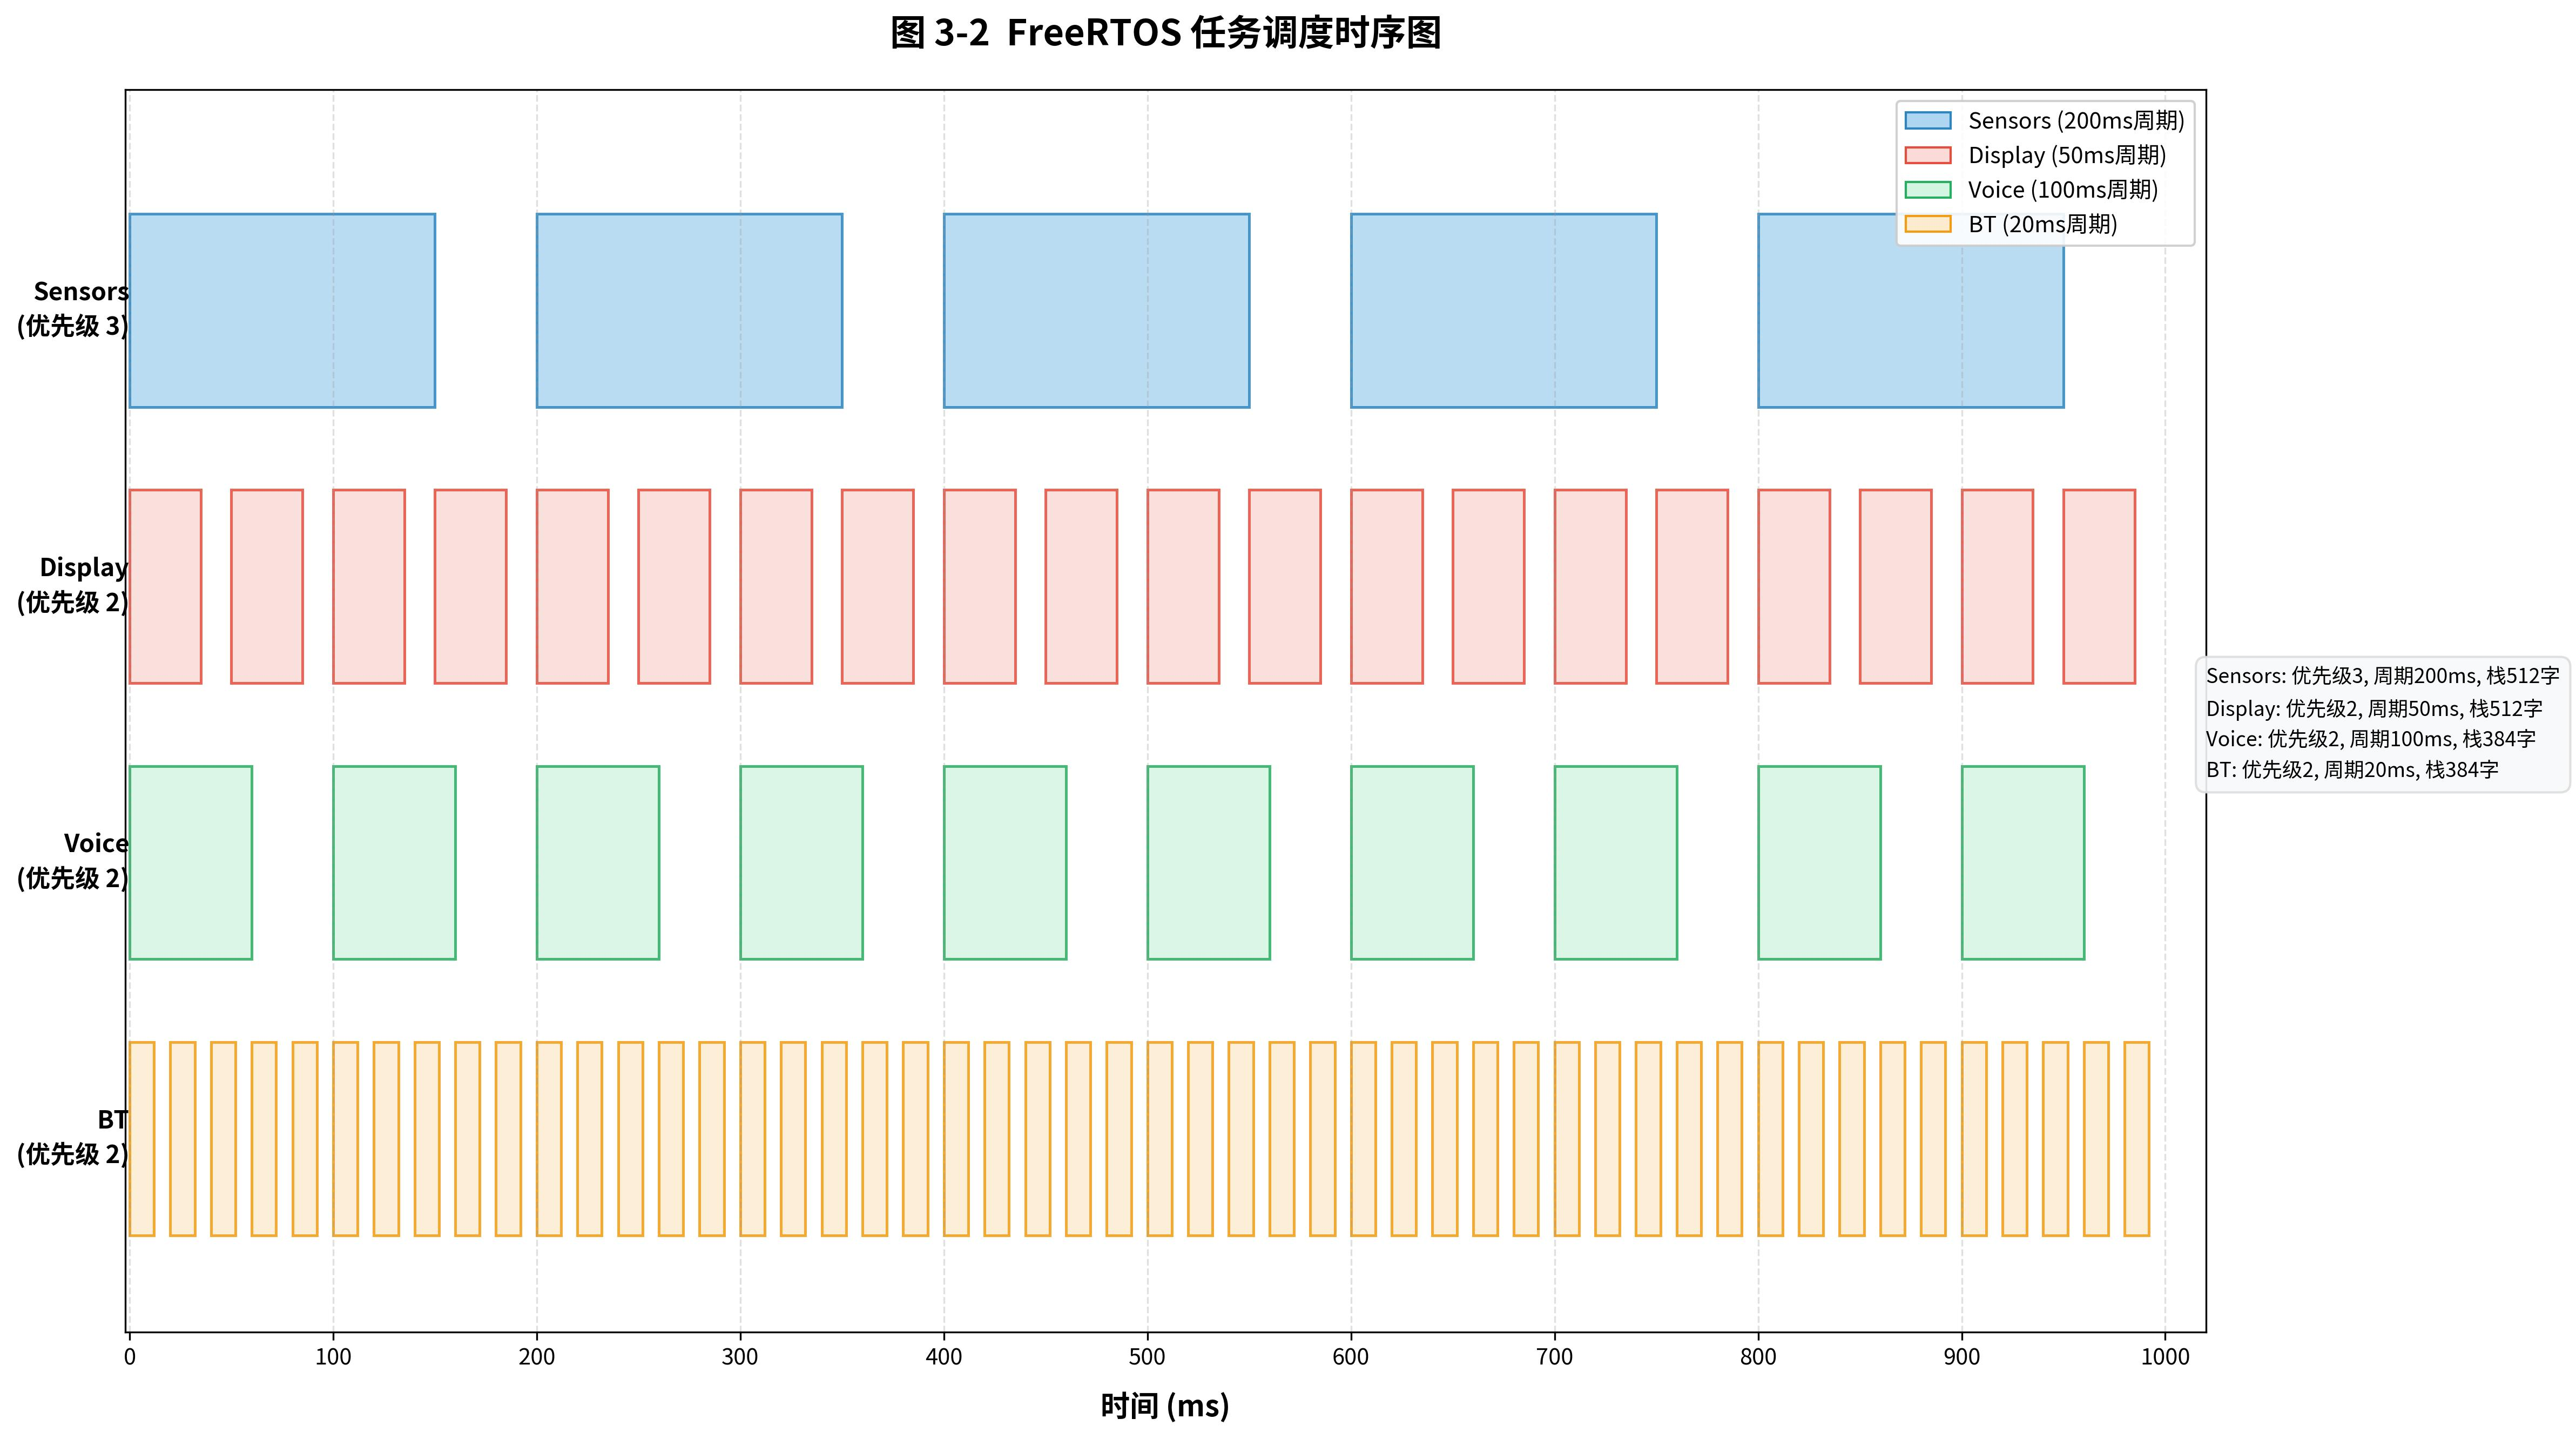 图 3-2 FreeRTOS 任务调度时序图
Sensors (200ms周期)
Display (50ms周期)
Voice (100ms周期)
BT (20ms周期)
Sensors
(优先级 3)
Display
(优先级 2)
Voice
(优先级 2)
BT
(优先级 2)
Sensors: 优先级3, 周期200ms, 栈512字
Display: 优先级2, 周期50ms, 栈512字
Voice: 优先级2, 周期100ms, 栈384字
BT: 优先级2, 周期20ms, 栈384字
0 100 200 300 400 500 600 700 800 900 1000
时间 (ms)